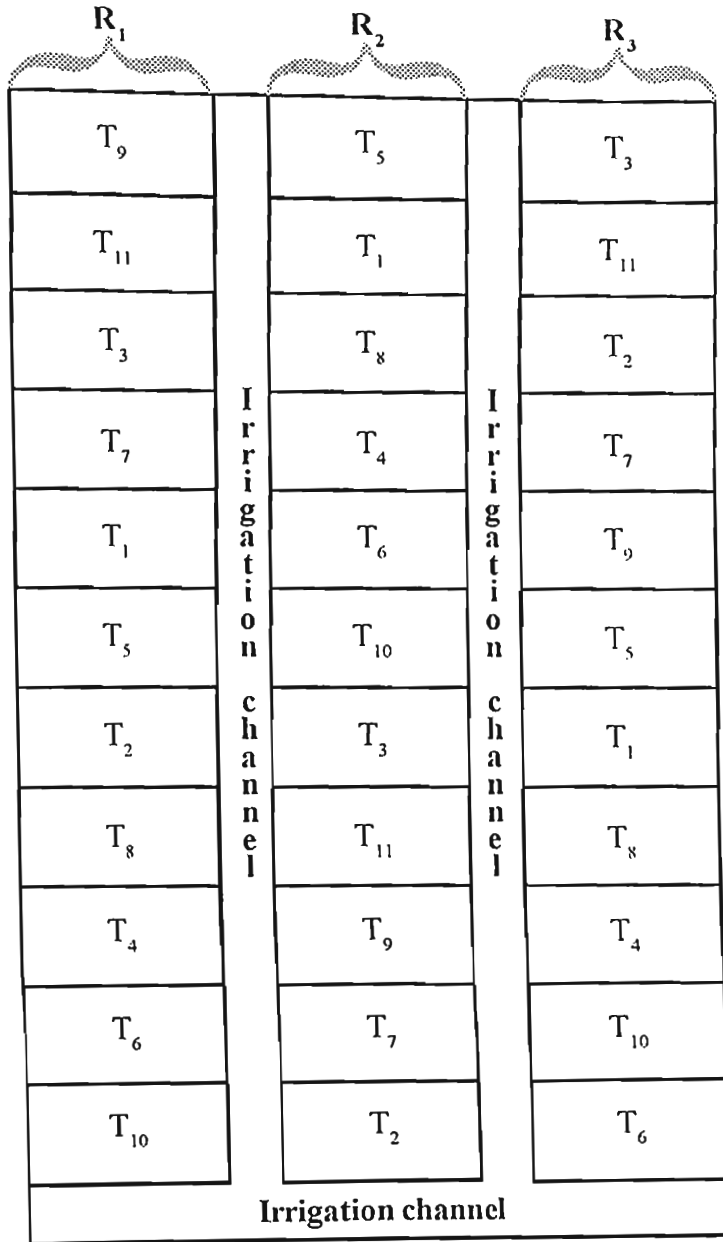 R1 R2 R3
T9 T5 T3
T11 T1 T11
T3 T8 T2
T7 T4 T7
T1 T6 T9
T5 T10 T5
T2 T3 T1
T8 T11 T8
T4 T9 T4
T6 T7 T10
T10 T2 T6
Irrigation channel
Irrigation channel
Irrigation channel